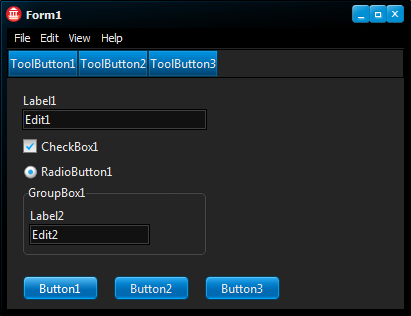 Form1
File Edit View Help
ToolButton1 ToolButton2 ToolButton3
Label1
Edit1
CheckBox1
RadioButton1
GroupBox1
Label2
Edit2
Button1 Button2 Button3